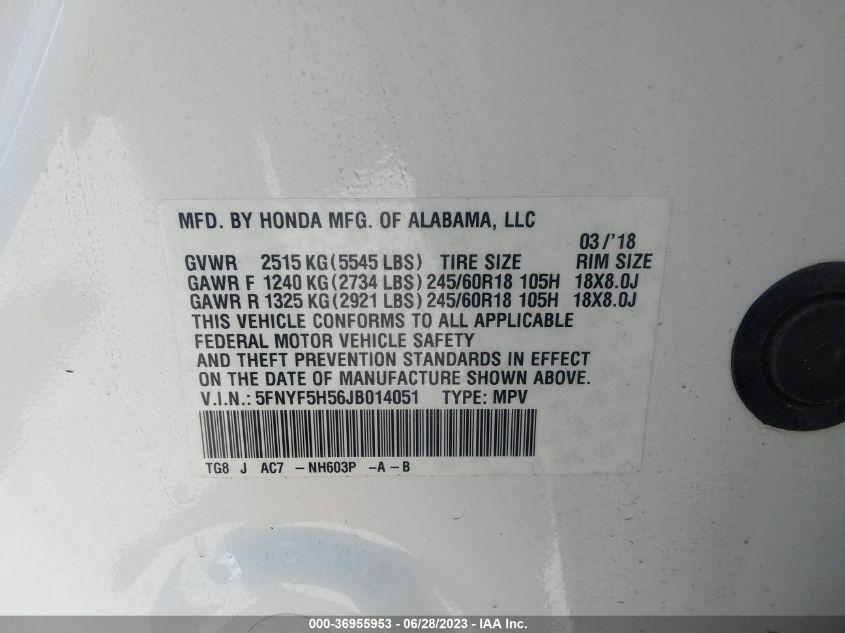 MFD. BY HONDA MFG. OF ALABAMA, LLC
03/'18
GVWR 2515 KG (5545 LBS) TIRE SIZE RIM SIZE
GAWR F 1240 KG (2734 LBS) 245/60R18 105H 18X8.0J
GAWR R 1325 KG (2921 LBS) 245/60R18 105H 18X8.0J
THIS VEHICLE CONFORMS TO ALL APPLICABLE
FEDERAL MOTOR VEHICLE SAFETY
AND THEFT PREVENTION STANDARDS IN EFFECT
ON THE DATE OF MANUFACTURE SHOWN ABOVE.
V.I.N.: 5FNYF5H56JB014051 TYPE: MPV
TG8 J AC7 - NH603P -A - B
000-36955953 / 06/28/2023 - IAA, Inc.